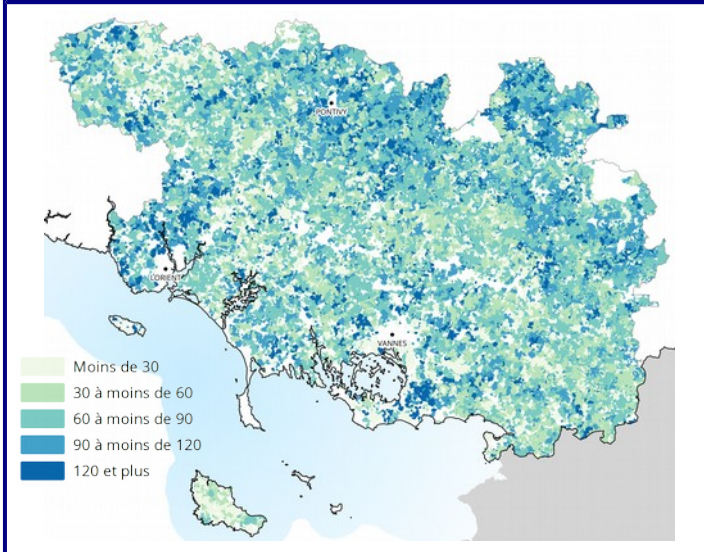 PONTIVY
LORIENT
VANNES
Moins de 30
30 à moins de 60
60 à moins de 90
90 à moins de 120
120 et plus